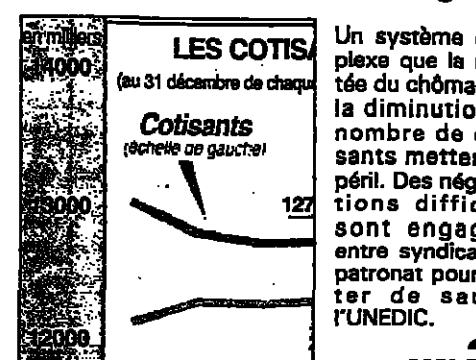 en milliers
14000
LES COTISA
(au 31 décembre de chaqu
Cotisants
(échelle de gauche)
13000
127
12000
Un système
plexe que la
tée du chôma
la diminutio
nombre de
sants metter
péril. Des nég
tions diffic
sont engag
entre syndica
patronat pour
ter de sau
l'UNEDIC.